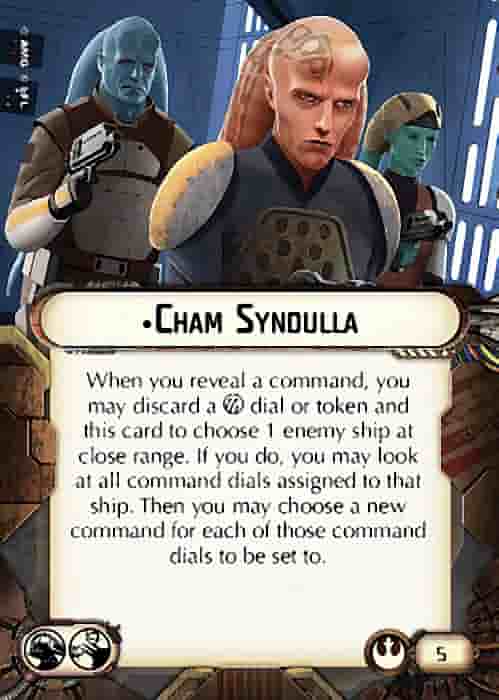 •Cham Syndulla
When you reveal a command, you
may discard a dial or token and
this card to choose 1 enemy ship at
close range. If you do, you may look
at all command dials assigned to that
ship. Then you may choose a new
command for each of those command
dials to be set to.
5
© AMG © LFL